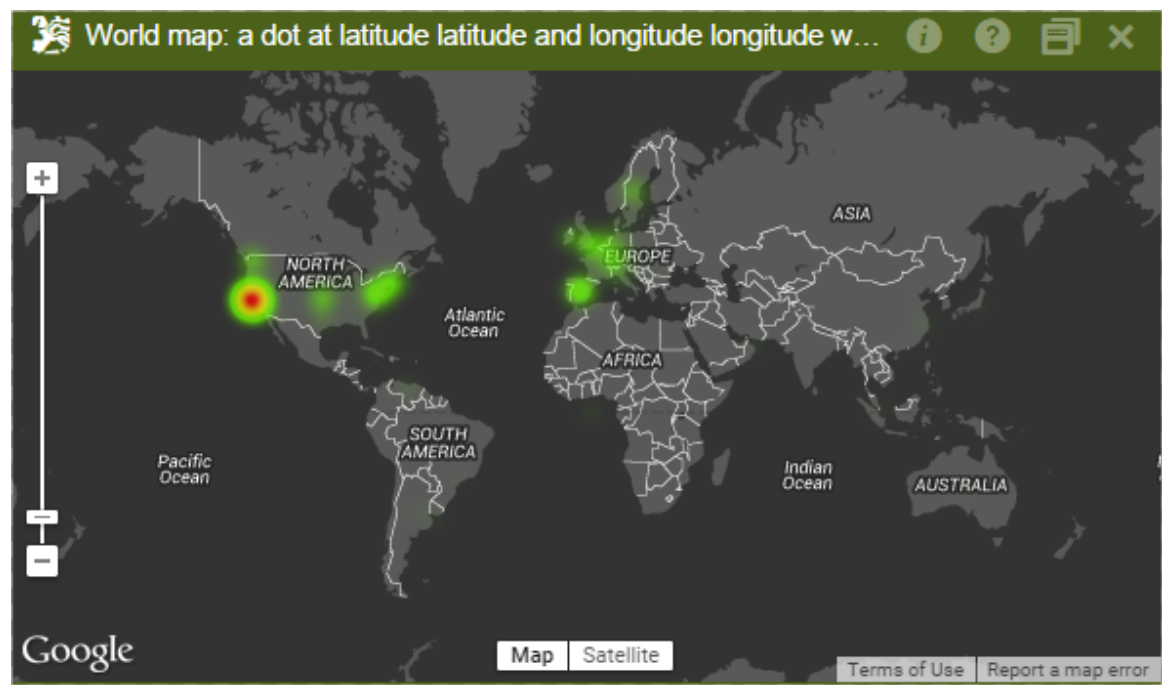 World map: a dot at latitude latitude and longitude longitude w...
i
?
+
ASIA
NORTH
AMERICA
EUROPE
Atlantic
Ocean
AFRICA
SOUTH
AMERICA
Pacific
Ocean
Indian
Ocean
AUSTRALIA
−
Google
Map
Satellite
Terms of Use
Report a map error